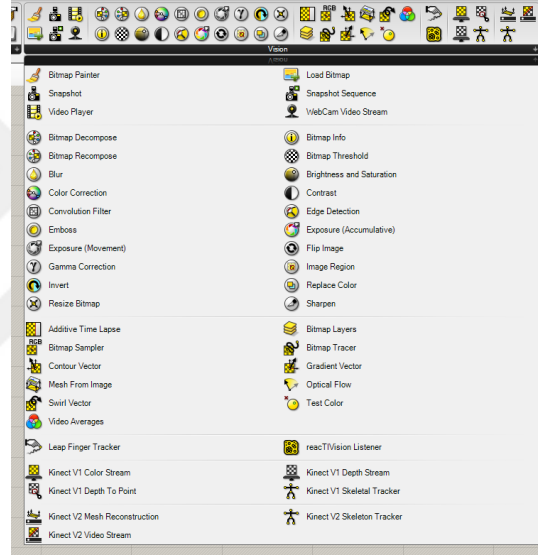 RGB
Vision
Bitmap Painter Load Bitmap
Snapshot Snapshot Sequence
Video Player WebCam Video Stream
Bitmap Decompose Bitmap Info
Bitmap Recompose Bitmap Threshold
Blur Brightness and Saturation
Color Correction Contrast
Convolution Filter Edge Detection
Emboss Exposure (Accumulative)
Exposure (Movement) Flip Image
Gamma Correction Image Region
Invert Replace Color
Resize Bitmap Sharpen
Additive Time Lapse Bitmap Layers
RGB Bitmap Sampler Bitmap Tracer
Contour Vector Gradient Vector
Mesh From Image Optical Flow
Swirl Vector Test Color
Video Averages
Leap Finger Tracker reacTIVision Listener
Kinect V1 Color Stream Kinect V1 Depth Stream
Kinect V1 Depth To Point Kinect V1 Skeletal Tracker
Kinect V2 Mesh Reconstruction Kinect V2 Skeleton Tracker
Kinect V2 Video Stream